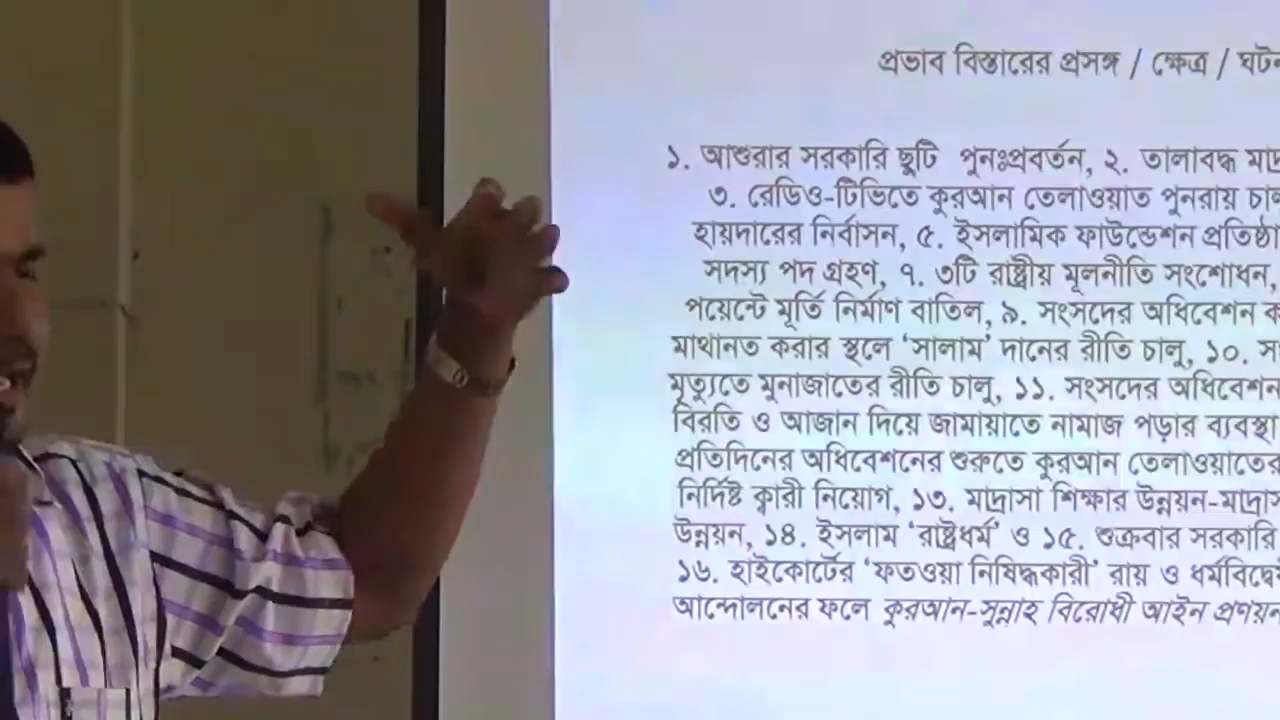 প্রভাব বিস্তারের প্রসঙ্গ / ক্ষেত্র /
১. আশুরার সরকারি ছুটি পুনঃপ্রবর্তন, ২. তালাবদ্ধ
৩. রেডিও-টিভিতে কুরআন তেলাওয়াত পুনরায়
হায়দারের নির্বাসন, ৫. ইসলামিক ফাউন্ডেশন প্রতিষ্ঠা
সদস্য পদ গ্রহণ, ৭. ৩টি রাষ্ট্রীয় মূলনীতি সংশোধন,
পয়েন্টে মূর্তি নির্মাণ বাতিল, ৯. সংসদের অধিবেশন
মাথানত করার স্থলে ‘সালাম’ দানের রীতি চালু, ১০.
মৃত্যুতে মুনাজাতের রীতি চালু, ১১. সংসদের অধিবেশন
বিরতি ও আজান দিয়ে জামায়াতে নামাজ পড়ার ব্যবস্থা
প্রতিদিনের অধিবেশনের শুরুতে কুরআন তেলাওয়াতের
নির্দিষ্ট ক্বারী নিয়োগ, ১৩. মাদ্রাসা শিক্ষার উন্নয়ন-
উন্নয়ন, ১৪. ইসলাম ‘রাষ্ট্রধর্ম’ ও ১৫. শুক্রবার সরকারি
১৬. হাইকোর্টের ‘ফতওয়া নিষিদ্ধকারী’ রায় ও
আন্দোলনের ফলে কুরআন-সুন্নাহ বিরোধী আইন প্রণয়ন